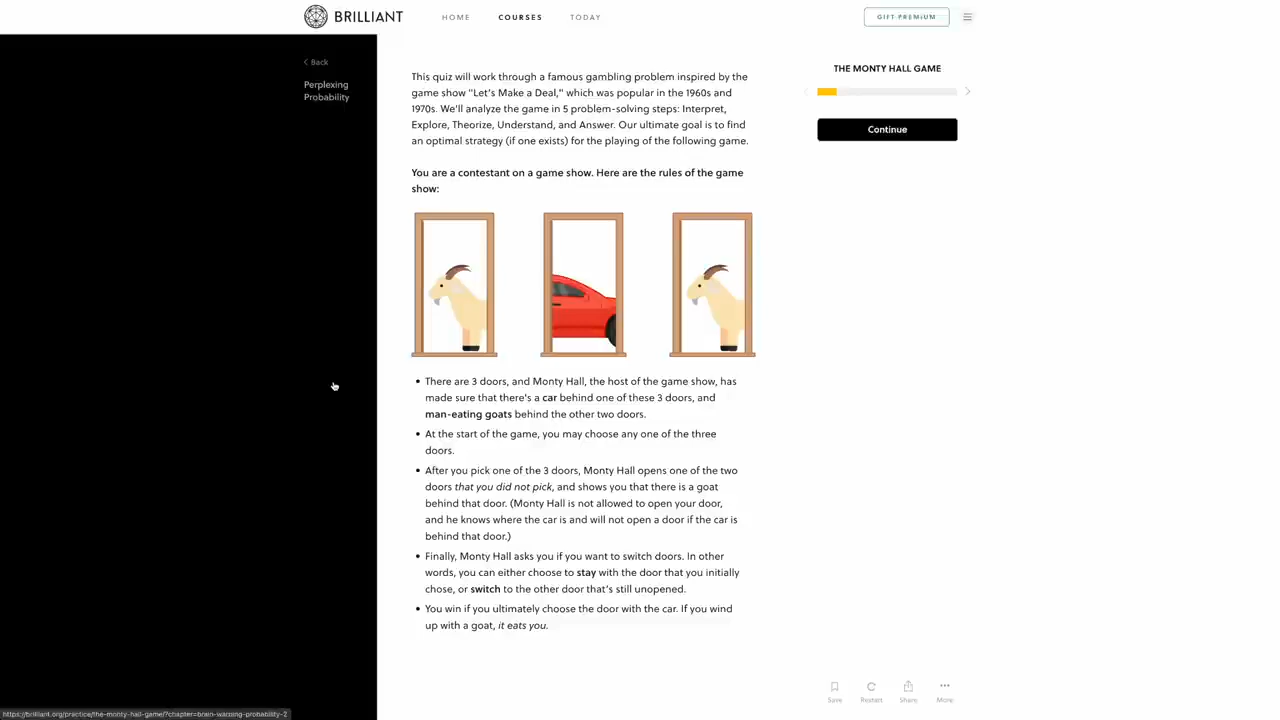 BRILLIANT
HOME
COURSES
TODAY
GIFT PREMIUM
Back
Perplexing
Probability
This quiz will work through a famous gambling problem inspired by the
game show "Let's Make a Deal," which was popular in the 1960s and
1970s. We'll analyze the game in 5 problem-solving steps: Interpret,
Explore, Theorize, Understand, and Answer. Our ultimate goal is to find
an optimal strategy (if one exists) for the playing of the following game.
You are a contestant on a game show. Here are the rules of the game
show:
• There are 3 doors, and Monty Hall, the host of the game show, has
made sure that there's a car behind one of these 3 doors, and
man-eating goats behind the other two doors.
• At the start of the game, you may choose any one of the three
doors.
• After you pick one of the 3 doors, Monty Hall opens one of the two
doors that you did not pick, and shows you that there is a goat
behind that door. (Monty Hall is not allowed to open your door,
and he knows where the car is and will not open a door if the car is
behind that door.)
• Finally, Monty Hall asks you if you want to switch doors. In other
words, you can either choose to stay with the door that you initially
chose, or switch to the other door that's still unopened.
• You win if you ultimately choose the door with the car. If you wind
up with a goat, it eats you.
THE MONTY HALL GAME
Continue
Save
Restart
Share
More